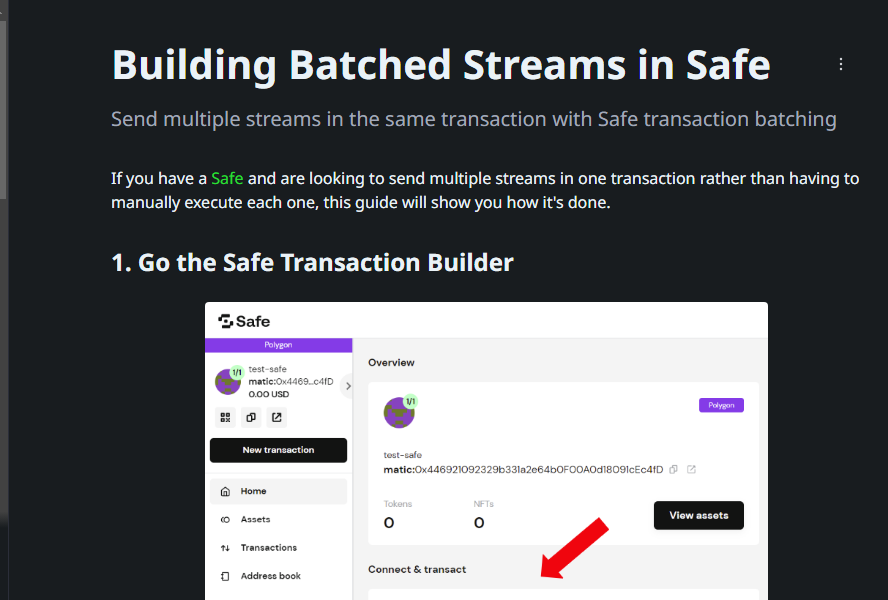 Building Batched Streams in Safe
Send multiple streams in the same transaction with Safe transaction batching
If you have a Safe and are looking to send multiple streams in one transaction rather than having to
manually execute each one, this guide will show you how it's done.
1. Go the Safe Transaction Builder
Safe
Polygon
1/1
test-safe
matic:0x4469...c4fD
0.00 USD
New transaction
Home
Assets
Transactions
Address book
Overview
1/1
Polygon
test-safe
matic:0x446921092329b331a2e64b0F00A0d18091cEc4fD
Tokens
NFTs
0
0
View assets
Connect & transact